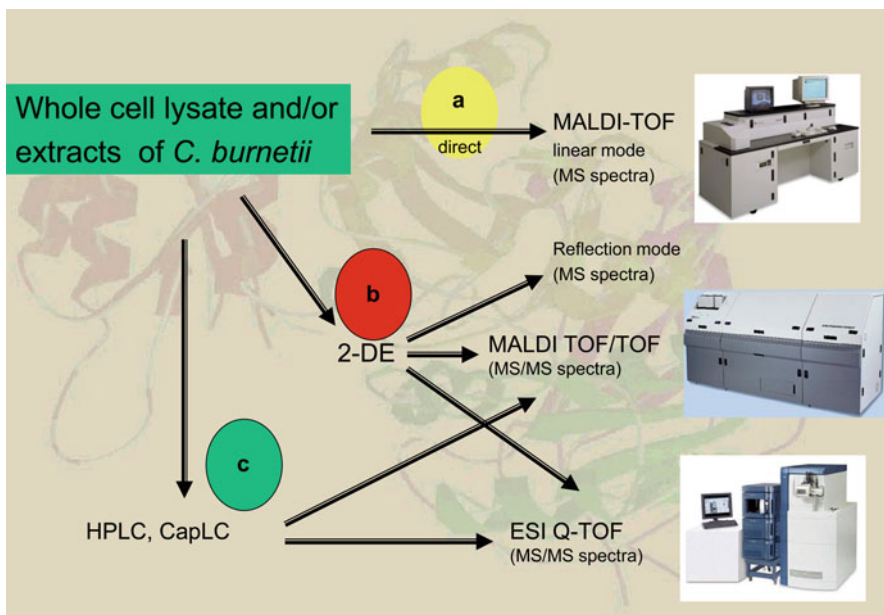 Whole cell lysate and/or
extracts of C. burnetii
a
direct
MALDI-TOF
linear mode
(MS spectra)
Reflection mode
(MS spectra)
b
2-DE
MALDI TOF/TOF
(MS/MS spectra)
c
HPLC, CapLC
ESI Q-TOF
(MS/MS spectra)